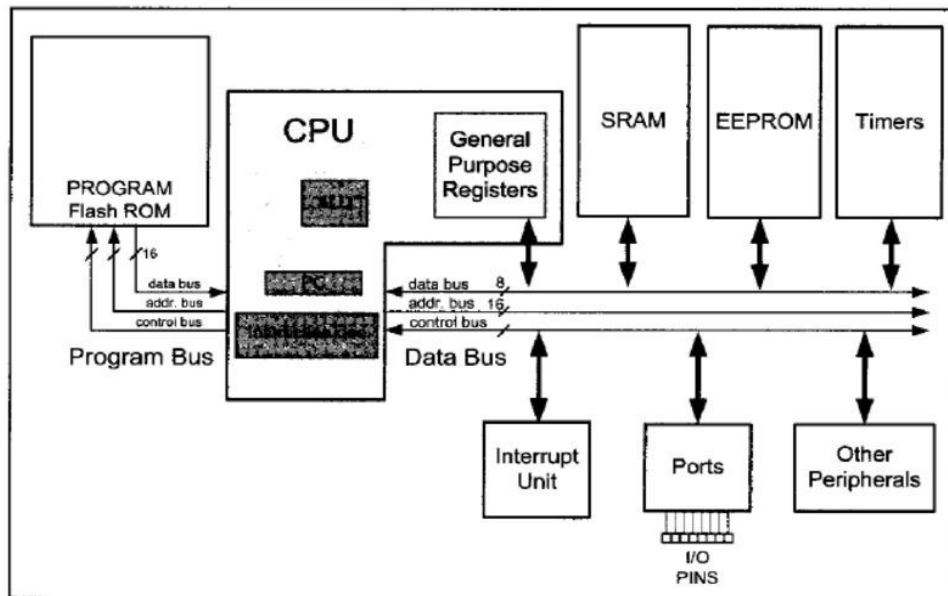 PROGRAM
Flash ROM
CPU
General
Purpose
Registers
SRAM
EEPROM
Timers
16
data bus
addr. bus
control bus
Program Bus
ALU
PC
data bus
8
addr. bus
16
control bus
Data Bus
Interrupt
Unit
Ports
I/O
PINS
Other
Peripherals